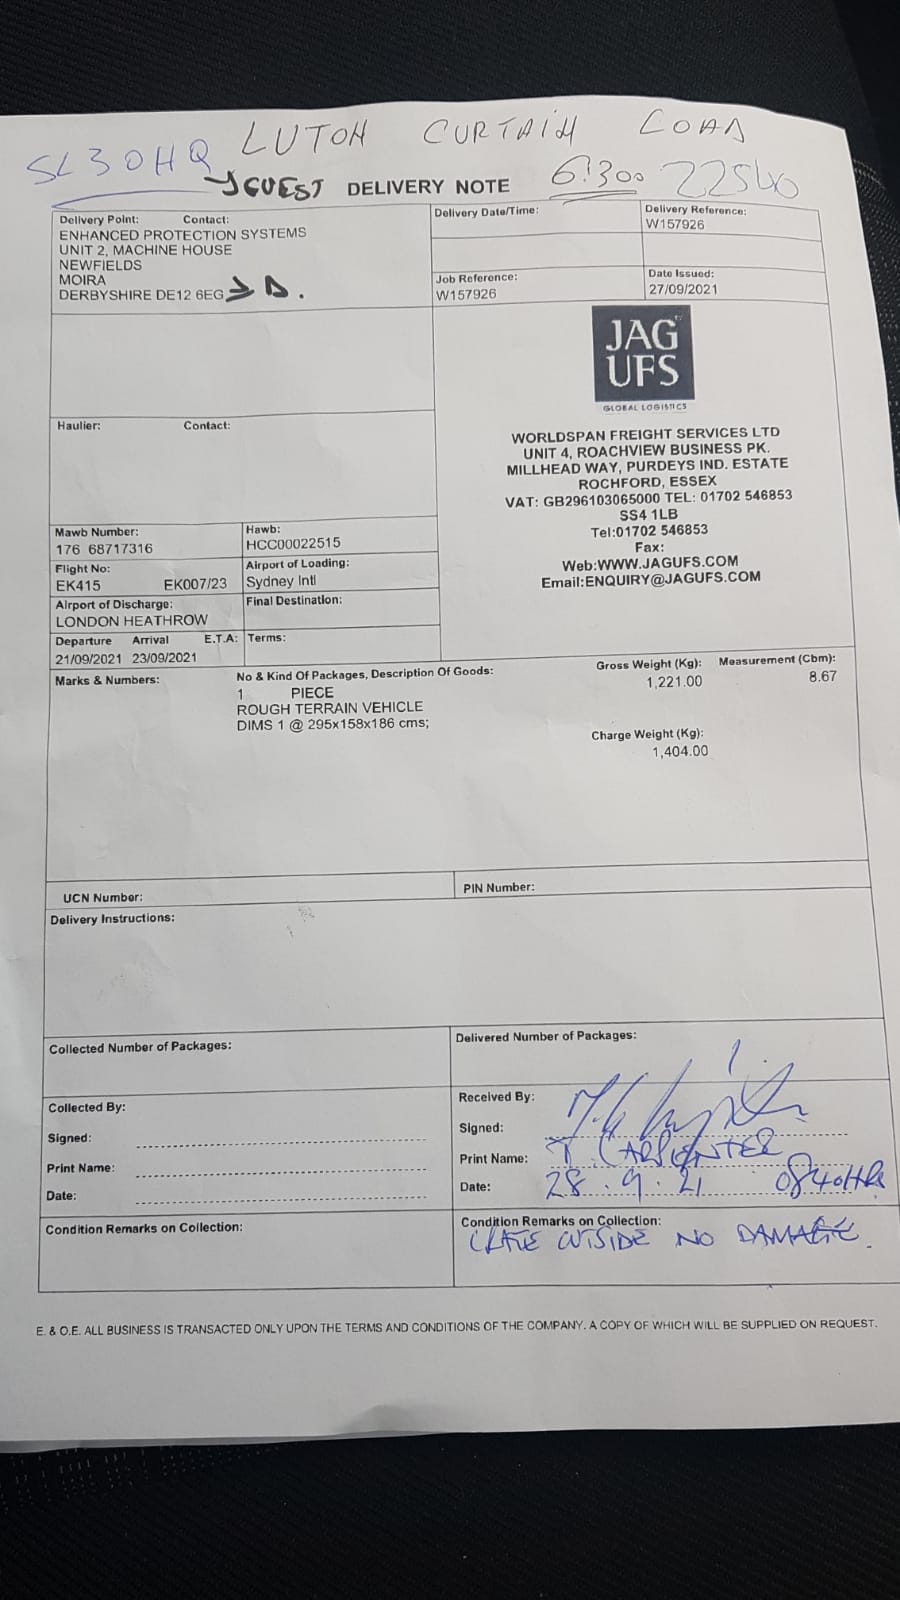 LUTON CURTAIN LOAD
SL30HQ
GUEST DELIVERY NOTE 6:300 22540
Delivery Point: Contact:
ENHANCED PROTECTION SYSTEMS
UNIT 2, MACHINE HOUSE
NEWFIELDS
MOIRA
DERBYSHIRE DE12 6EG > D.
Delivery Date/Time:
Delivery Reference:
W157926
Job Reference:
W157926
Date Issued:
27/09/2021
JAG
UFS
GLOBAL LOGISTICS
Haulier: Contact:
WORLDSPAN FREIGHT SERVICES LTD
UNIT 4, ROACHVIEW BUSINESS PK.
MILLHEAD WAY, PURDEYS IND. ESTATE
ROCHFORD, ESSEX
VAT: GB296103065000 TEL: 01702 546853
SS4 1LB
Tel:01702 546853
Fax:
Web:WWW.JAGUFS.COM
Email:ENQUIRY@JAGUFS.COM
Mawb Number:
176 68717316
Hawb:
HCC00022515
Flight No:
EK415 EK007/23
Airport of Loading:
Sydney Intl
Airport of Discharge:
LONDON HEATHROW
Final Destination:
Departure Arrival E.T.A:
21/09/2021 23/09/2021
Terms:
Marks & Numbers:
No & Kind Of Packages, Description Of Goods:
1 PIECE
ROUGH TERRAIN VEHICLE
DIMS 1 @ 295x158x186 cms;
Gross Weight (Kg):
1,221.00
Measurement (Cbm):
8.67
Charge Weight (Kg):
1,404.00
UCN Number:
PIN Number:
Delivery Instructions:
Collected Number of Packages:
Delivered Number of Packages:
1.
Collected By:
Signed:
Print Name:
Date:
Received By:
Signed:
Print Name: T CARPENTER
Date: 28.9.21 0840HRS
Condition Remarks on Collection:
Condition Remarks on Collection:
CRATE OUTSIDE NO DAMAGE.
E. & O.E. ALL BUSINESS IS TRANSACTED ONLY UPON THE TERMS AND CONDITIONS OF THE COMPANY. A COPY OF WHICH WILL BE SUPPLIED ON REQUEST.